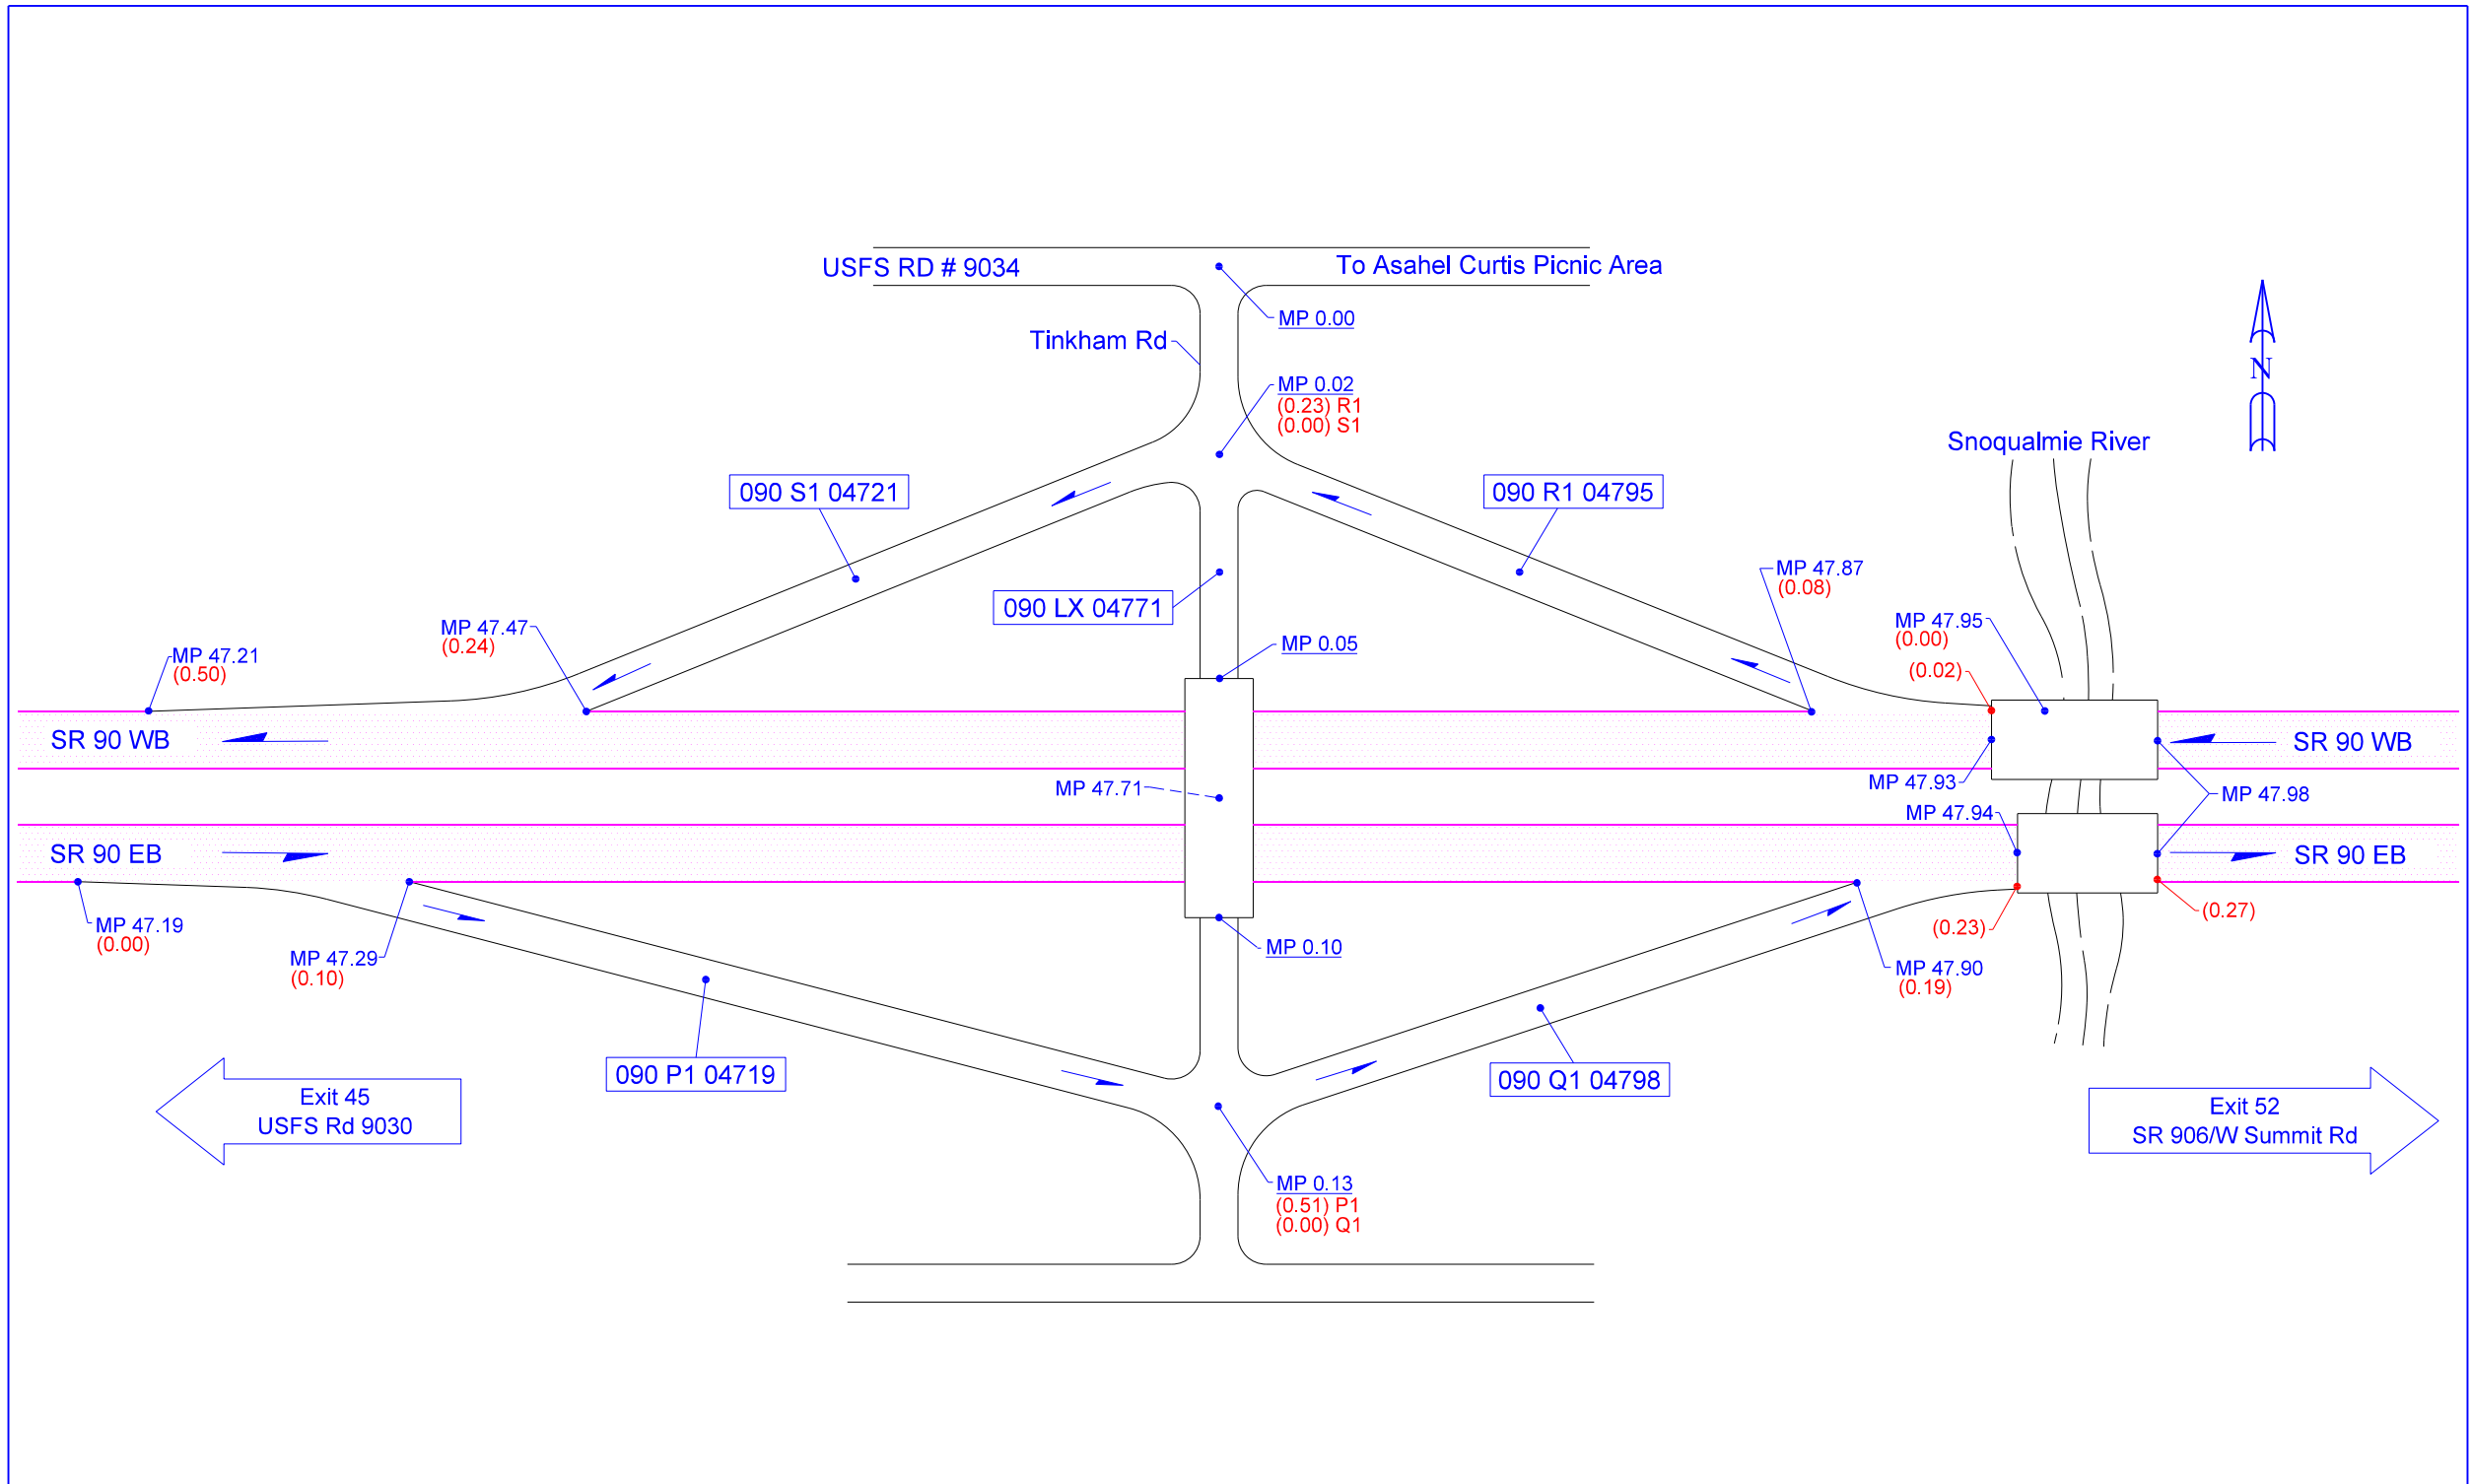 USFS RD # 9034
To Asahel Curtis Picnic Area
MP 0.00
Tinkham Rd
N
MP 0.02
(0.23) R1
(0.00) S1
Snoqualmie River
090 S1 04721
090 R1 04795
MP 47.87
(0.08)
090 LX 04771
MP 47.95
(0.00)
MP 47.47
(0.24)
MP 0.05
MP 47.21
(0.50)
(0.02)
SR 90 WB
SR 90 WB
MP 47.71
MP 47.93
MP 47.98
MP 47.94
SR 90 EB
SR 90 EB
MP 47.19
(0.00)
(0.27)
(0.23)
MP 0.10
MP 47.29
(0.10)
MP 47.90
(0.19)
090 P1 04719
090 Q1 04798
Exit 45
USFS Rd 9030
Exit 52
SR 906/W Summit Rd
MP 0.13
(0.51) P1
(0.00) Q1